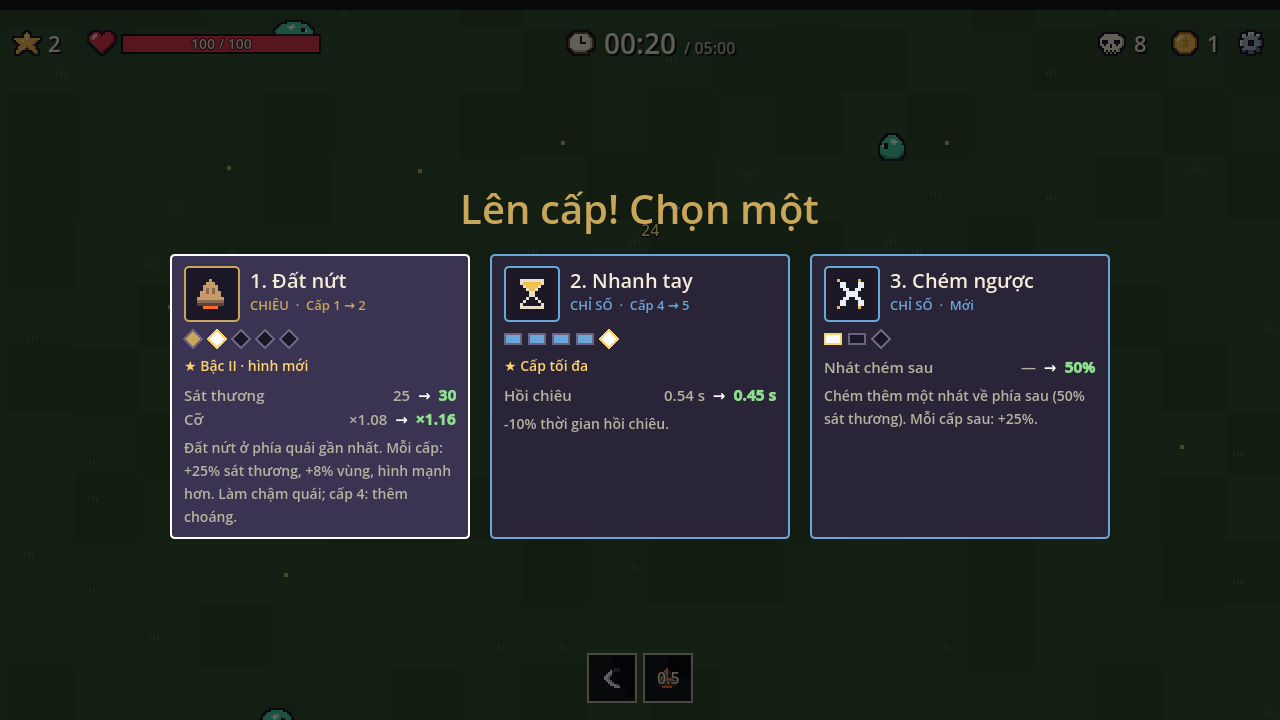 2
100 / 100
00:20 / 05:00
8
1
Lên cấp! Chọn một
24
1. Đất nứt
CHIÊU · Cấp 1 → 2
★ Bậc II · hình mới
Sát thương 25 → 30
Cỡ ×1.08 → ×1.16
Đất nứt ở phía quái gần nhất. Mỗi cấp:
+25% sát thương, +8% vùng, hình mạnh
hơn. Làm chậm quái; cấp 4: thêm
choáng.
2. Nhanh tay
CHỈ SỐ · Cấp 4 → 5
★ Cấp tối đa
Hồi chiêu 0.54 s → 0.45 s
-10% thời gian hồi chiêu.
3. Chém ngược
CHỈ SỐ · Mới
Nhát chém sau — → 50%
Chém thêm một nhát về phía sau (50%
sát thương). Mỗi cấp sau: +25%.
0.5